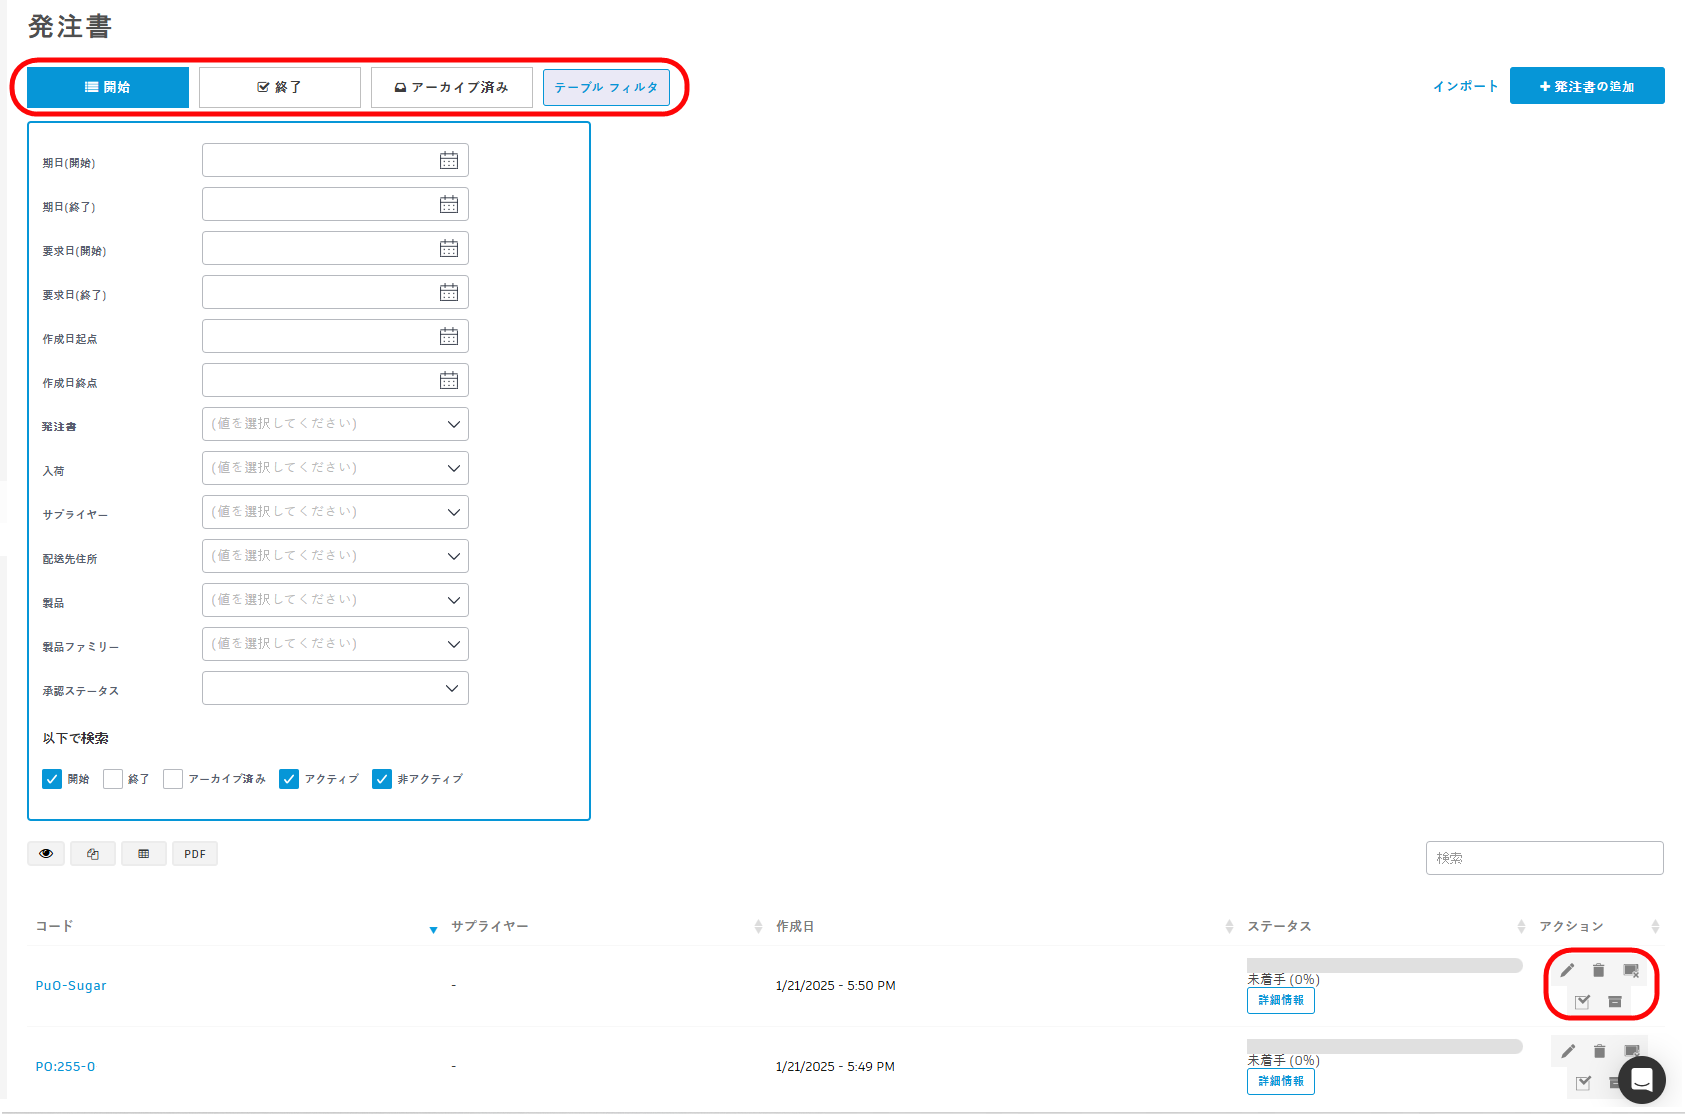 発注書
開始 終了 アーカイブ済み テーブル フィルタ インポート 発注書の追加
期日(開始)
期日(終了)
要求日(開始)
要求日(終了)
作成日起点
作成日終点
発注書 (値を選択してください)
入荷 (値を選択してください)
サプライヤー (値を選択してください)
配送先住所 (値を選択してください)
製品 (値を選択してください)
製品ファミリー (値を選択してください)
承認ステータス
以下で検索
開始 終了 アーカイブ済み アクティブ 非アクティブ
PDF 検索
コード サプライヤー 作成日 ステータス アクション
PuO-Sugar - 1/21/2025 - 5:50 PM 未着手 (0%)
詳細情報
PO:255-0 - 1/21/2025 - 5:49 PM 未着手 (0%)
詳細情報